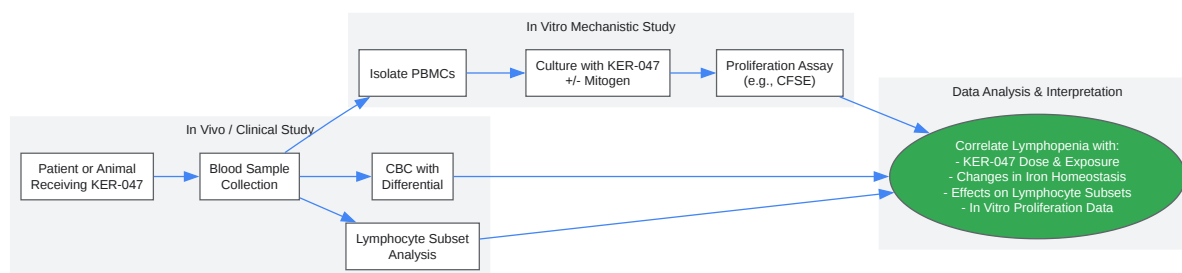 In Vitro Mechanistic Study
Isolate PBMCs
Culture with KER-047
+/- Mitogen
Proliferation Assay
(e.g., CFSE)
In Vivo / Clinical Study
Patient or Animal
Receiving KER-047
Blood Sample
Collection
CBC with
Differential
Lymphocyte Subset
Analysis
Data Analysis & Interpretation
Correlate Lymphopenia with:
- KER-047 Dose & Exposure
- Changes in Iron Homeostasis
- Effects on Lymphocyte Subsets
- In Vitro Proliferation Data